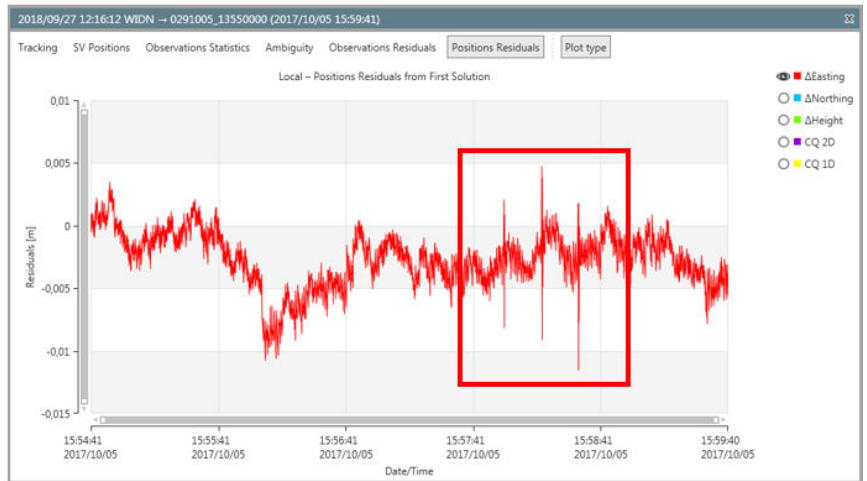 2018/09/27 12:16:12 WIDN → 0291005_13550000 (2017/10/05 15:59:41)
Tracking SV Positions Observations Statistics Ambiguity Observations Residuals Positions Residuals Plot type
Local – Positions Residuals from First Solution
ΔEasting
ΔNorthing
ΔHeight
CQ 2D
CQ 1D
0,01
0,005
0
-0,005
-0,01
-0,015
Residuals [m]
15:54:41 15:55:41 15:56:41 15:57:41 15:58:41 15:59:40
2017/10/05 2017/10/05 2017/10/05 2017/10/05 2017/10/05 2017/10/05
Date/Time